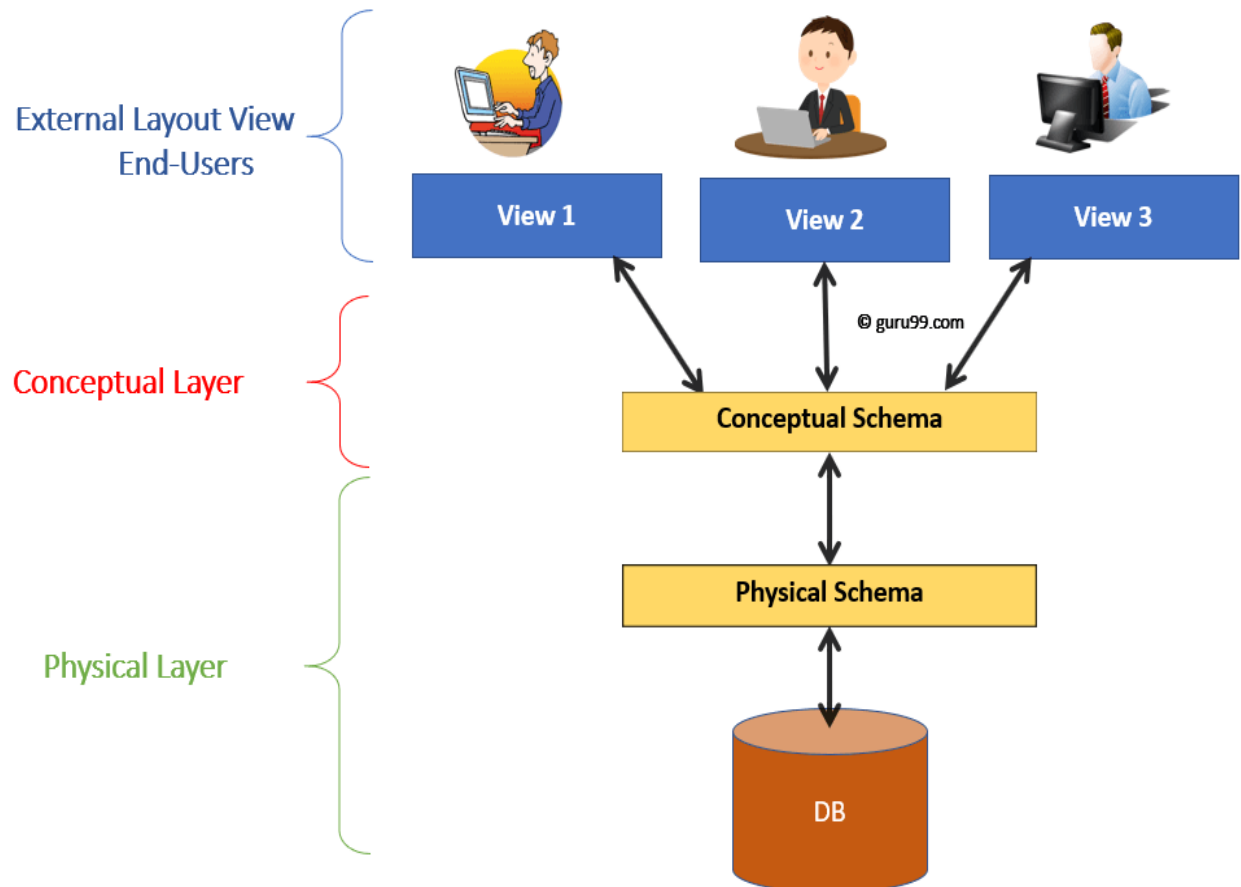 External Layout View
End-Users
View 1
View 2
View 3
© guru99.com
Conceptual Layer
Conceptual Schema
Physical Schema
Physical Layer
DB